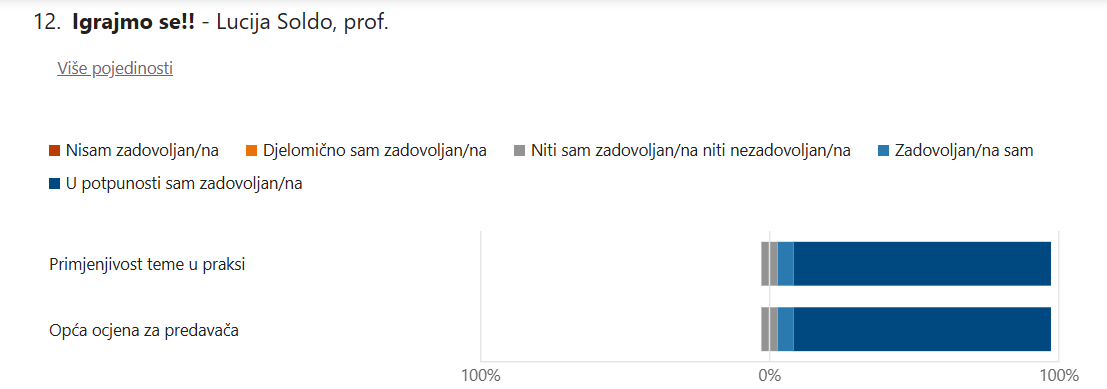 12. Igrajmo se!! - Lucija Soldo, prof.
Više pojedinosti
Nisam zadovoljan/na Djelomično sam zadovoljan/na Niti sam zadovoljan/na niti nezadovoljan/na Zadovoljan/na sam
U potpunosti sam zadovoljan/na
Primjenjivost teme u praksi
Opća ocjena za predavača
100% 0% 100%